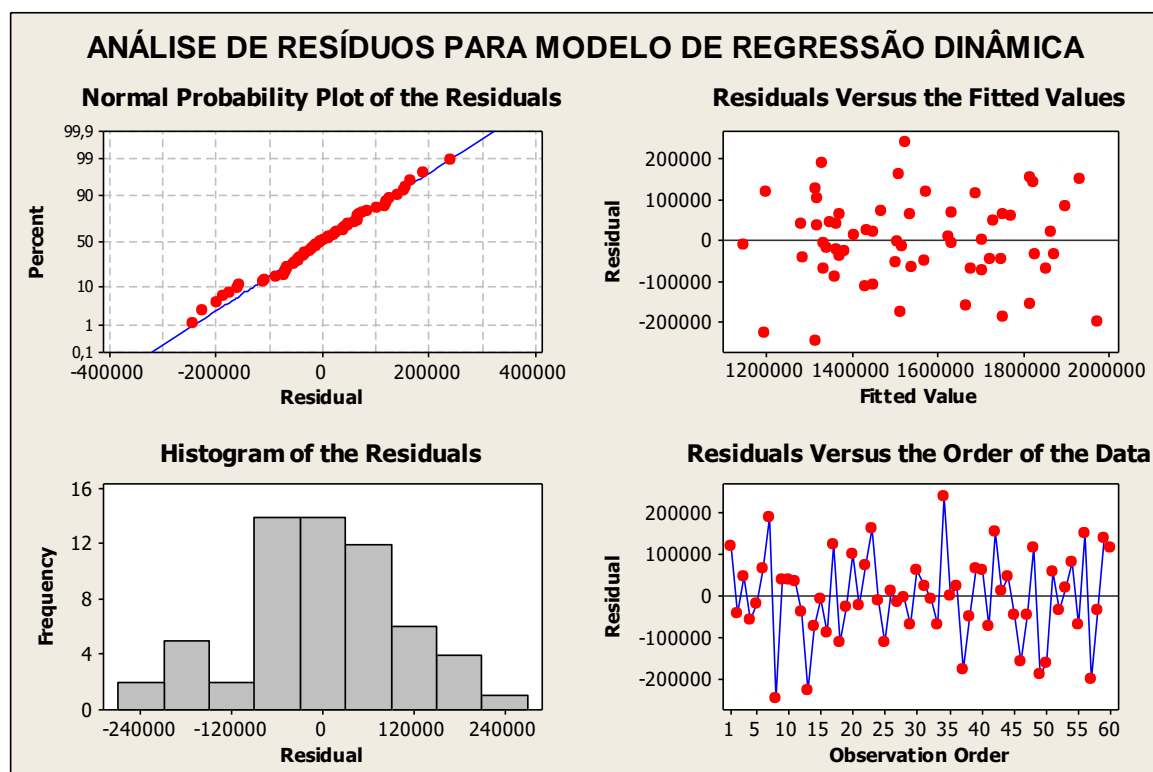 ANÁLISE DE RESÍDUOS PARA MODELO DE REGRESSÃO DINÂMICA
Normal Probability Plot of the Residuals
99,9
99
90
50
10
1
0,1
Percent
-400000 -200000 0 200000 400000
Residual
Residuals Versus the Fitted Values
200000
100000
0
-100000
-200000
Residual
1200000 1400000 1600000 1800000 2000000
Fitted Value
Histogram of the Residuals
16
12
8
4
0
Frequency
-240000 -120000 0 120000 240000
Residual
Residuals Versus the Order of the Data
200000
100000
0
-100000
-200000
Residual
1 5 10 15 20 25 30 35 40 45 50 55 60
Observation Order